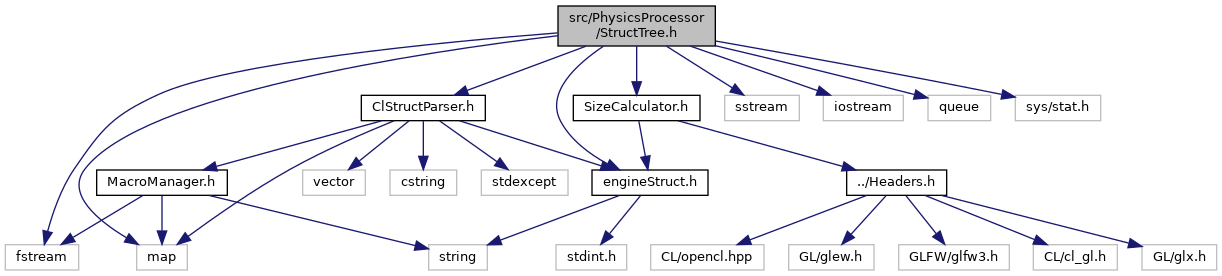 src/PhysicsProcessor
/StructTree.h
ClStructParser.h
SizeCalculator.h
sstream
iostream
queue
sys/stat.h
MacroManager.h
vector
cstring
stdexcept
engineStruct.h
../Headers.h
fstream
map
string
stdint.h
CL/opencl.hpp
GL/glew.h
GLFW/glfw3.h
CL/cl_gl.h
GL/glx.h